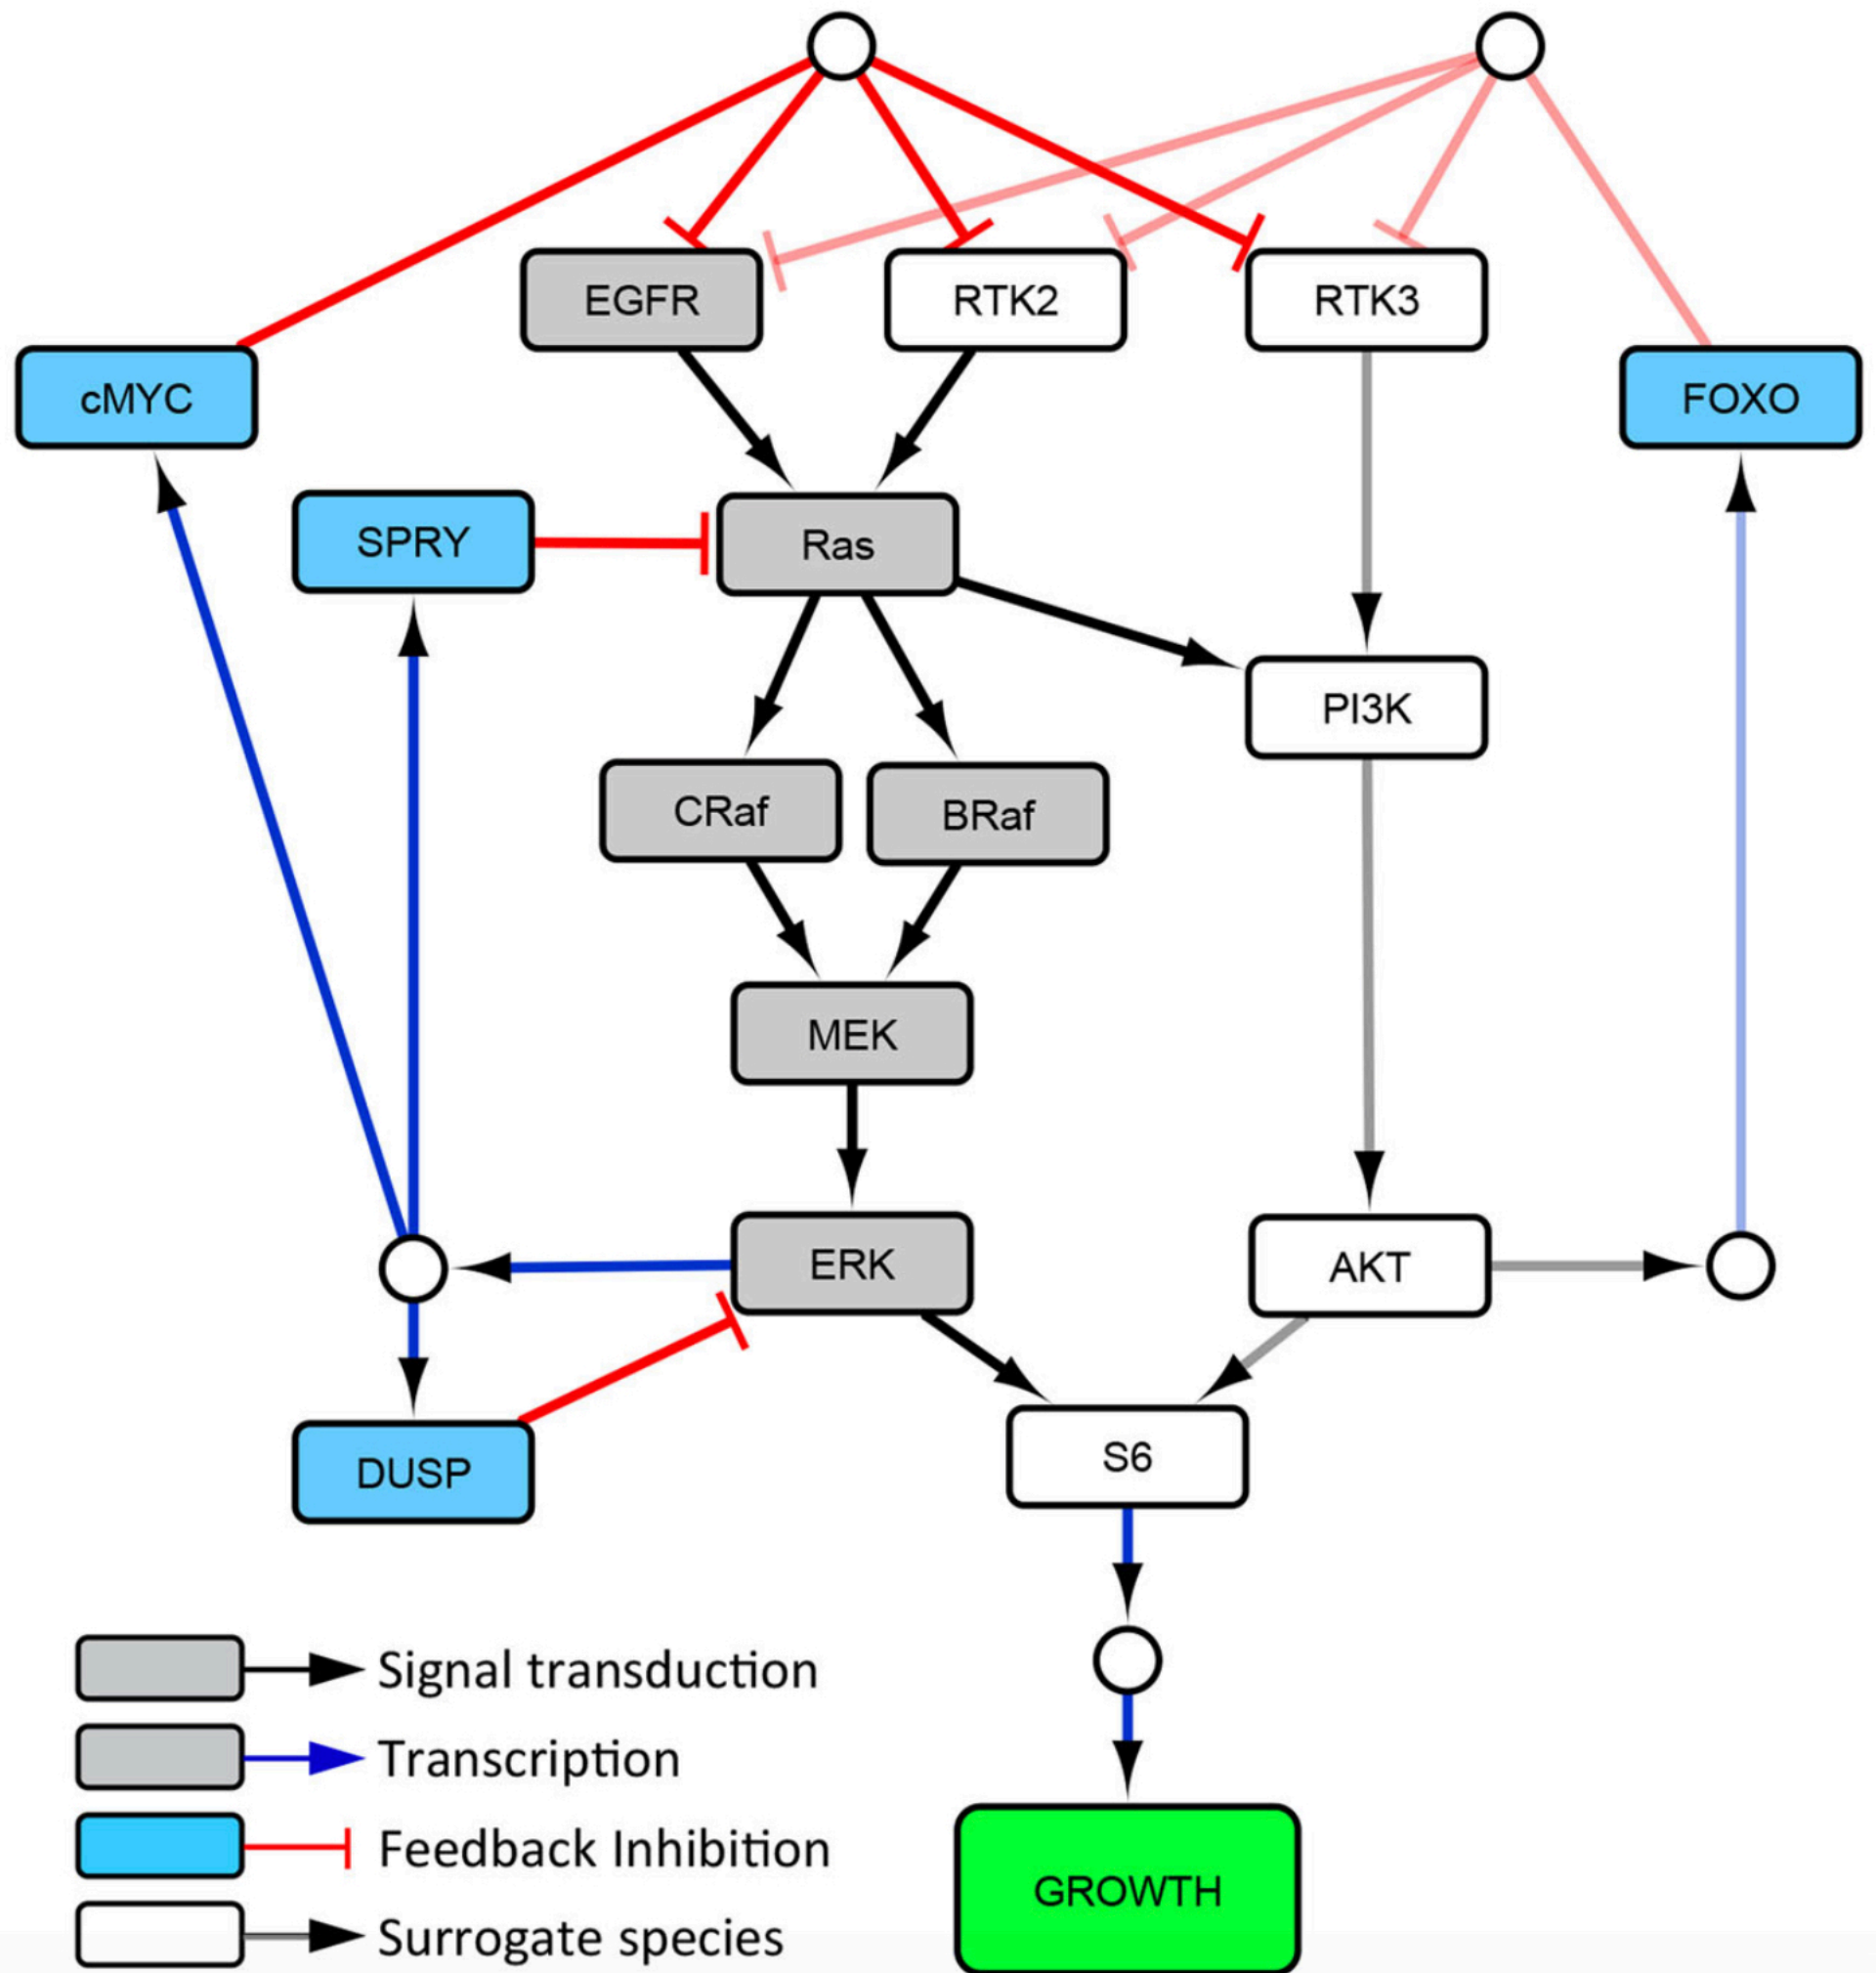 EGFR
RTK2
RTK3
cMYC
FOXO
SPRY
Ras
PI3K
CRaf
BRaf
MEK
ERK
AKT
DUSP
S6
Signal transduction
Transcription
Feedback Inhibition
GROWTH
Surrogate species